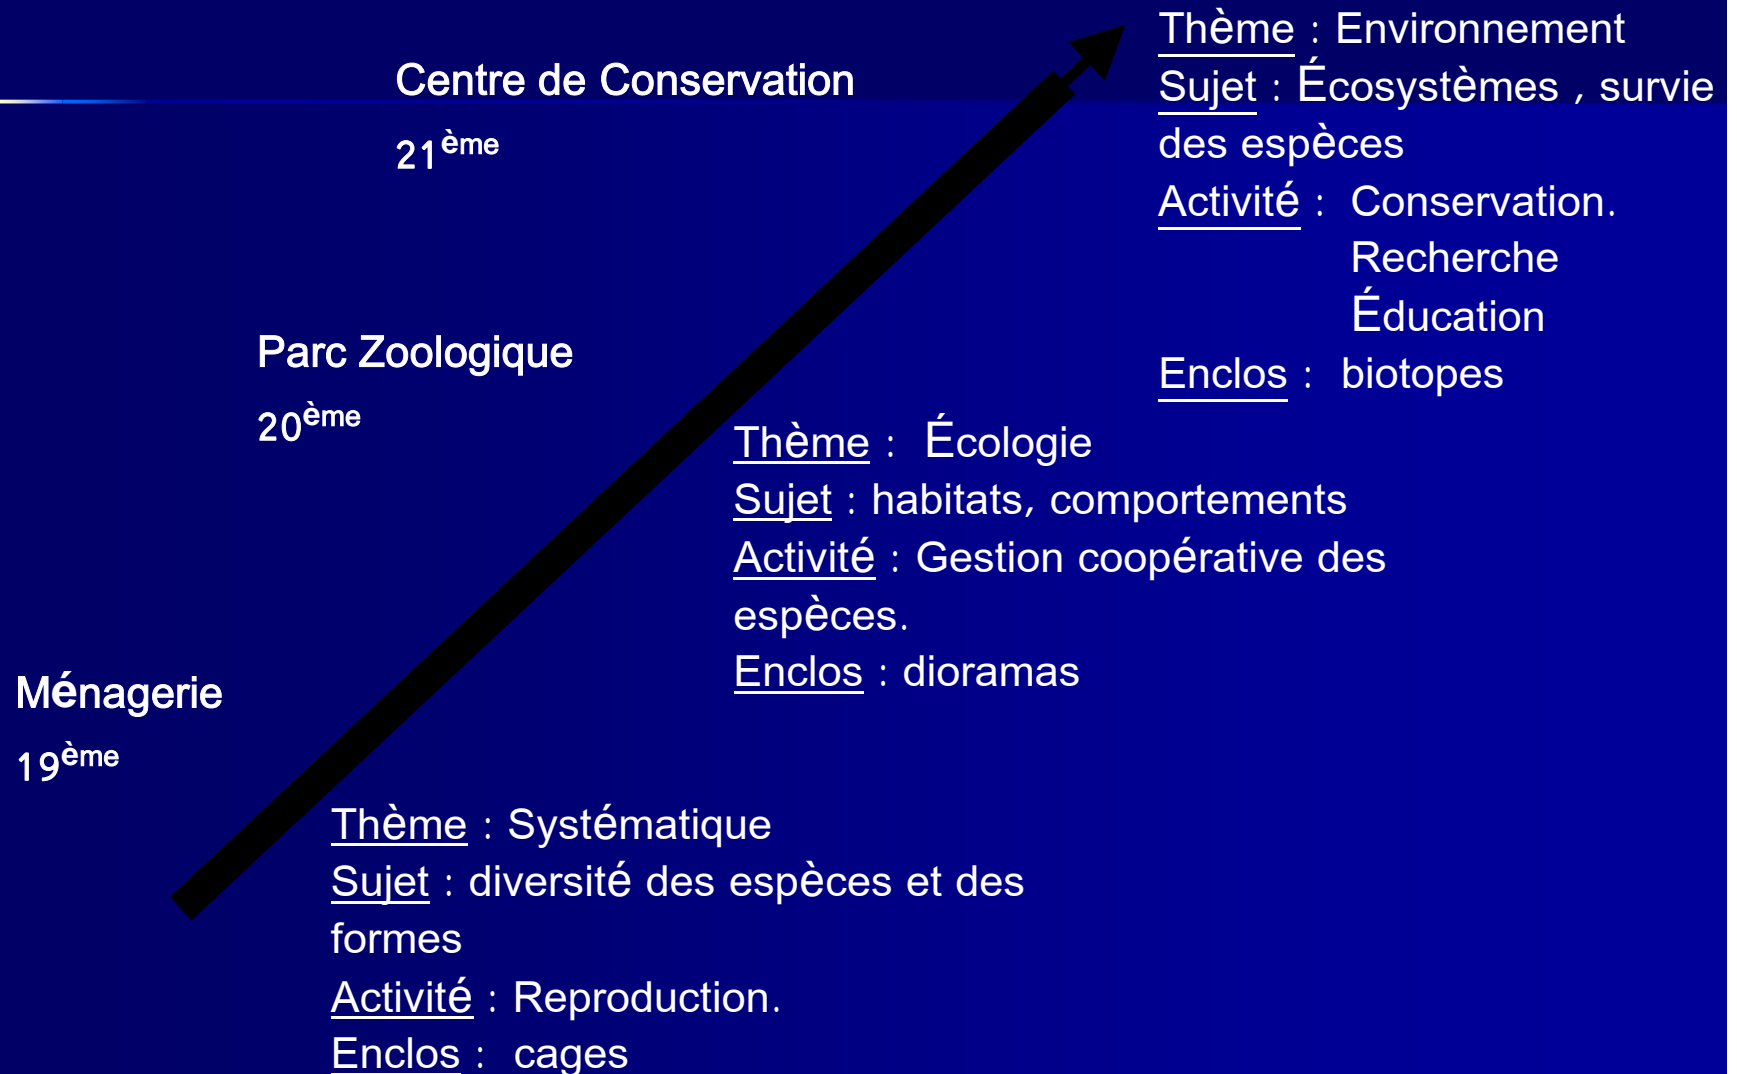 Centre de Conservation
21ème
Thème : Environnement
Sujet : Écosystèmes , survie
des espèces
Activité : Conservation.
Recherche
Éducation
Enclos : biotopes
Parc Zoologique
20ème
Thème : Écologie
Sujet : habitats, comportements
Activité : Gestion coopérative des
espèces.
Enclos : dioramas
Ménagerie
19ème
Thème : Systématique
Sujet : diversité des espèces et des
formes
Activité : Reproduction.
Enclos : cages